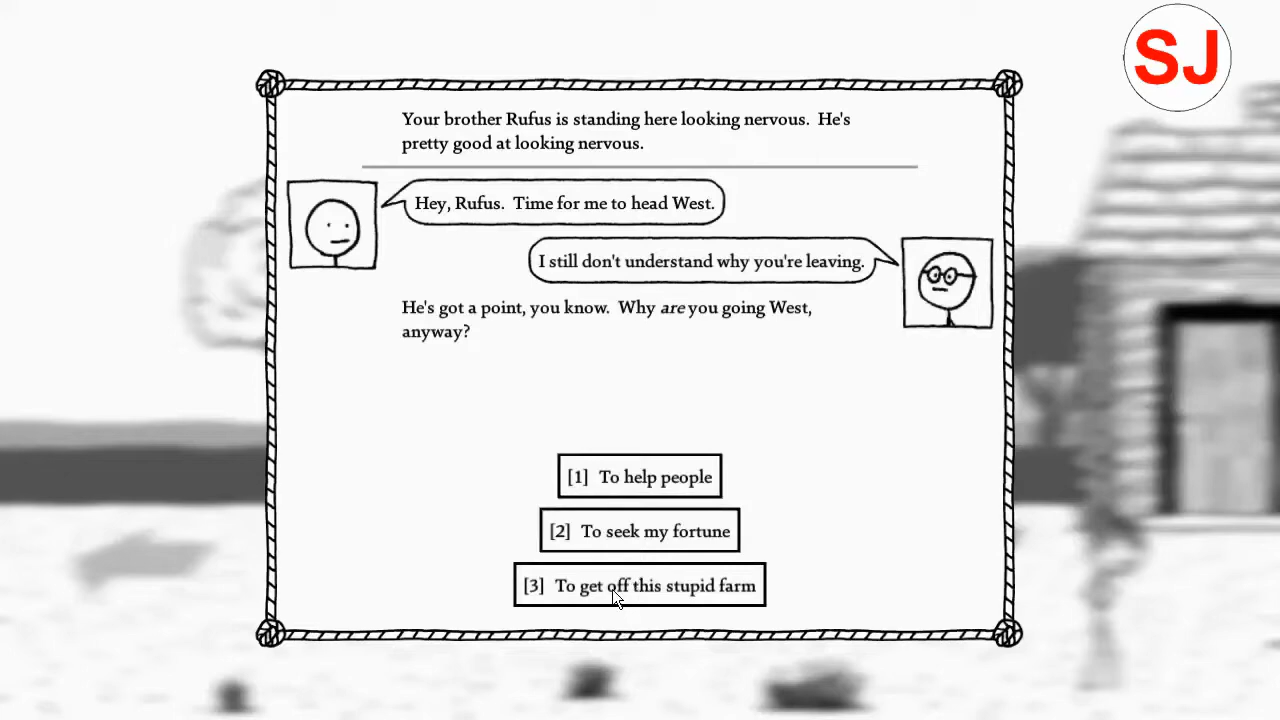 SJ
Your brother Rufus is standing here looking nervous.  He's
pretty good at looking nervous.
Hey, Rufus.  Time for me to head West.
I still don't understand why you're leaving.
He's got a point, you know.  Why are you going West,
anyway?
[1]  To help people
[2]  To seek my fortune
[3]  To get off this stupid farm